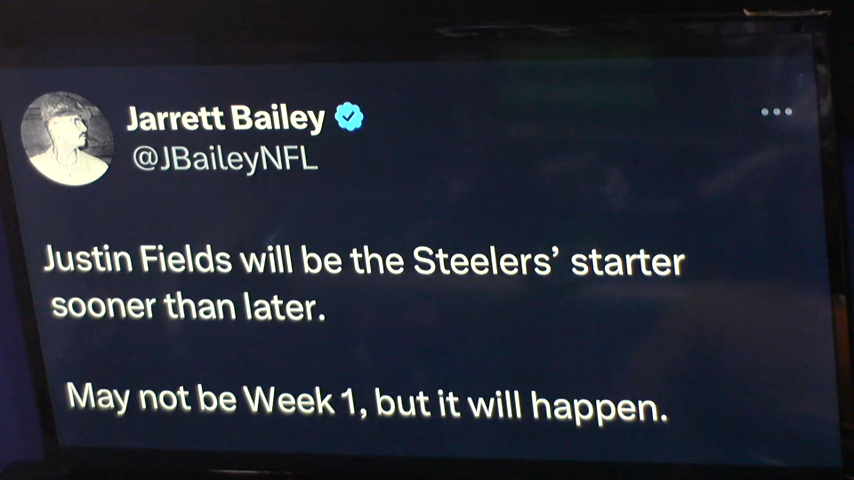 Jarrett Bailey
@JBaileyNFL
Justin Fields will be the Steelers’ starter
sooner than later.
May not be Week 1, but it will happen.